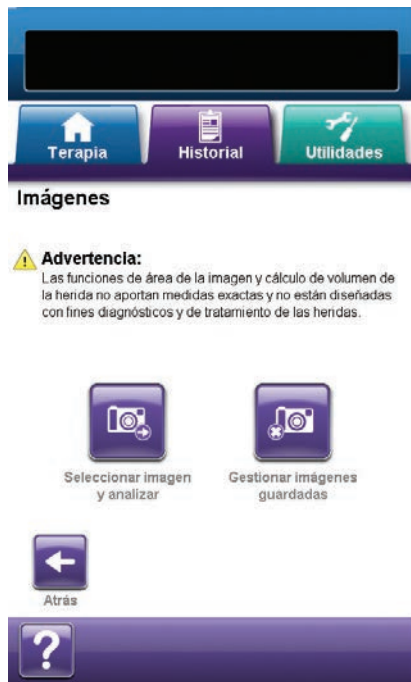 Terapia
Historial
Utilidades
Imágenes
Advertencia:
Las funciones de área de la imagen y cálculo de volumen de
la herida no aportan medidas exactas y no están diseñadas
con fines diagnósticos y de tratamiento de las heridas.
Seleccionar imagen
y analizar
Gestionar imágenes
guardadas
Atrás
?